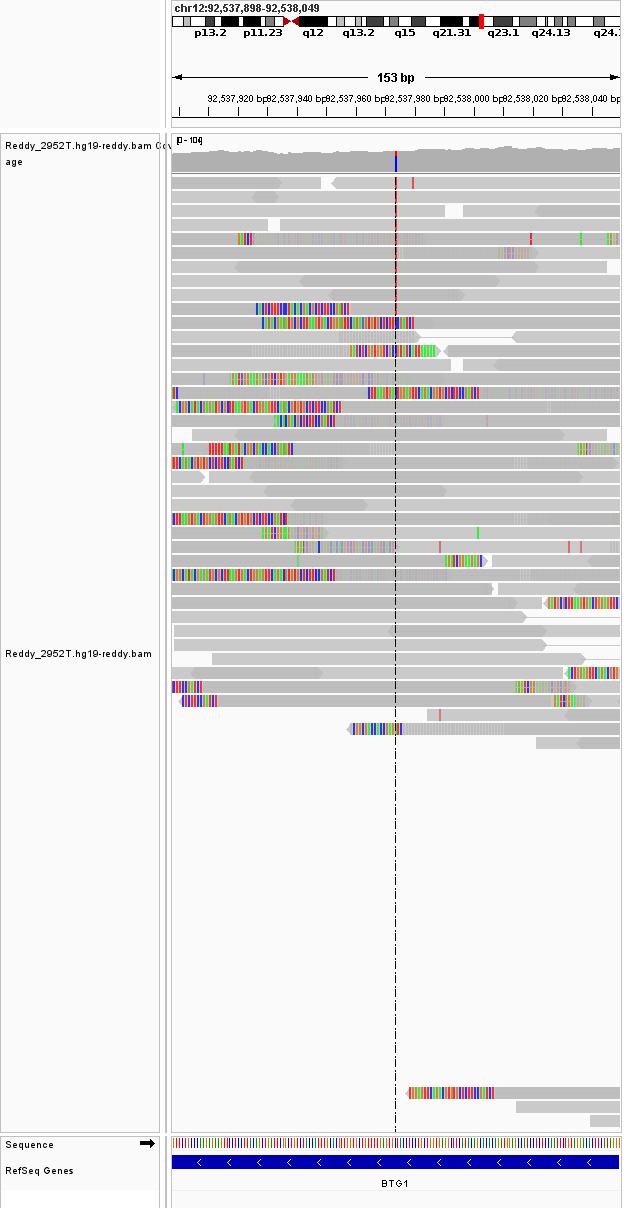 chr12:92,537,898-92,538,049
p13.2 p11.23 q12 q13.2 q15 q21.31 q23.1 q24.13 q24.
153 bp
92,537,920 bp 92,537,940 bp 92,537,960 bp 92,537,980 bp 92,538,000 bp 92,538,020 bp 92,538,040 bp
Reddy_2952T.hg19-reddy.bam Cov
age
[0 - 104]
Reddy_2952T.hg19-reddy.bam
Sequence
RefSeq Genes
BTG1